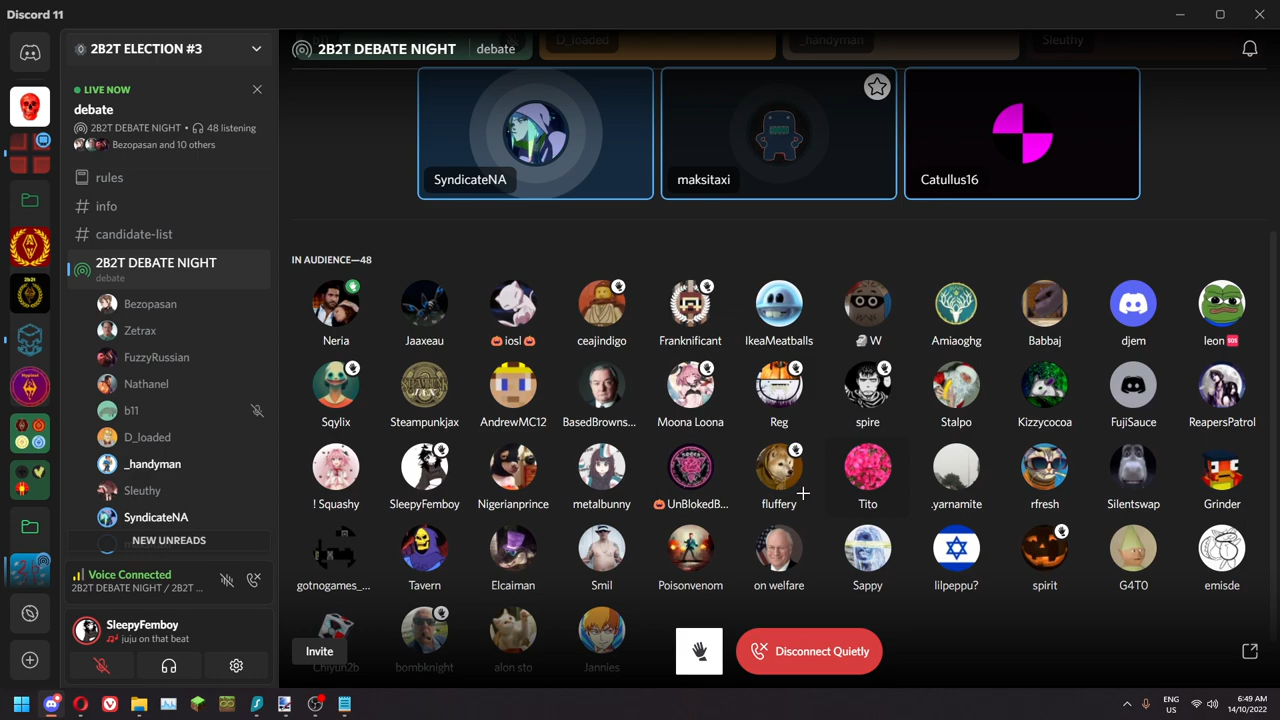 Discord 11
2B2T ELECTION #3
LIVE NOW
debate
2B2T DEBATE NIGHT • 48 listening
Bezopasan and 10 others
rules
info
candidate-list
2B2T DEBATE NIGHT
debate
Bezopasan
Zetrax
FuzzyRussian
Nathanel
b11
D_loaded
_handyman
Sleuthy
SyndicateNA
NEW UNREADS
Voice Connected
2B2T DEBATE NIGHT / 2B2T ...
SleepyFemboy
juju on that beat
2B2T DEBATE NIGHT debate
b11 D_loaded _handyman Sleuthy
SyndicateNA maksitaxi Catullus16
IN AUDIENCE—48
Neria Jaaxeau 🎃 iosl 🎃 ceajindigo Franknificant IkeaMeatballs 🗿 W Amiaoghg Babbaj djem leon 🆘
Sqylix Steampunkjax AndrewMC12 BasedBrowns... Moona Loona Reg spire Stalpo Kizzycocoa FujiSauce ReapersPatrol
! Squashy SleepyFemboy Nigerianprince metalbunny 🎃 UnBlokedB... fluffery Tito .yarnamite rfresh Silentswap Grinder
gotnogames_... Tavern Elcaiman Smil Poisonvenom on welfare Sappy lilpeppu? spirit G4T0 emisde
Chiyun2b bombknight alon sto Jannies
Invite
Disconnect Quietly
ENG
US
6:49 AM
14/10/2022